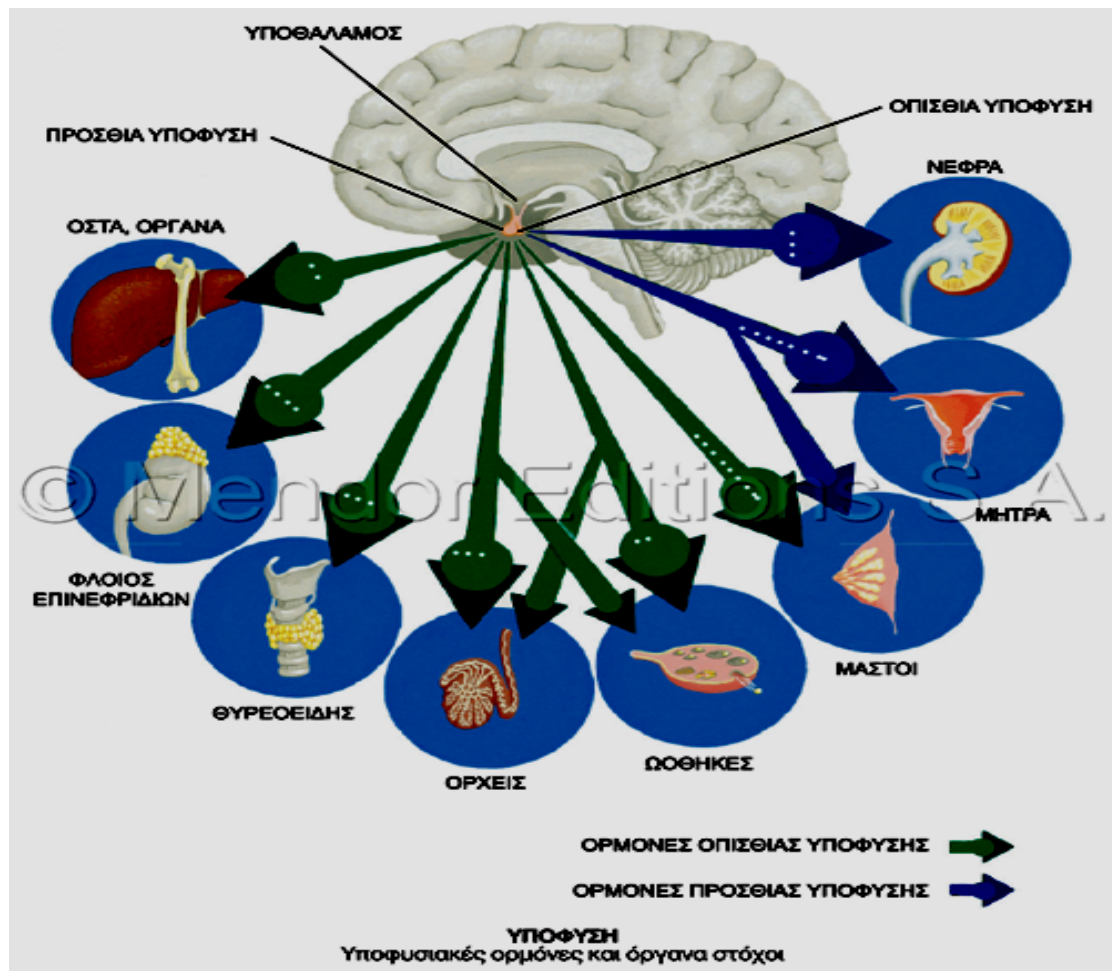 ΥΠΟΘΑΛΑΜΟΣ
ΟΠΙΣΘΙΑ ΥΠΟΦΥΣΗ
ΠΡΟΣΘΙΑ ΥΠΟΦΥΣΗ
ΝΕΦΡΑ
ΟΣΤΑ, ΟΡΓΑΝΑ
© Mendor Editions S.A.
ΜΗΤΡΑ
ΦΛΟΙΟΣ
ΕΠΙΝΕΦΡΙΔΙΩΝ
ΜΑΣΤΟΙ
ΘΥΡΕΟΕΙΔΗΣ
ΩΟΘΗΚΕΣ
ΟΡΧΕΙΣ
ΟΡΜΟΝΕΣ ΟΠΙΣΘΙΑΣ ΥΠΟΦΥΣΗΣ
ΟΡΜΟΝΕΣ ΠΡΟΣΘΙΑΣ ΥΠΟΦΥΣΗΣ
ΥΠΟΦΥΣΗ
Υποφυσιακές ορμόνες και όργανα στόχοι